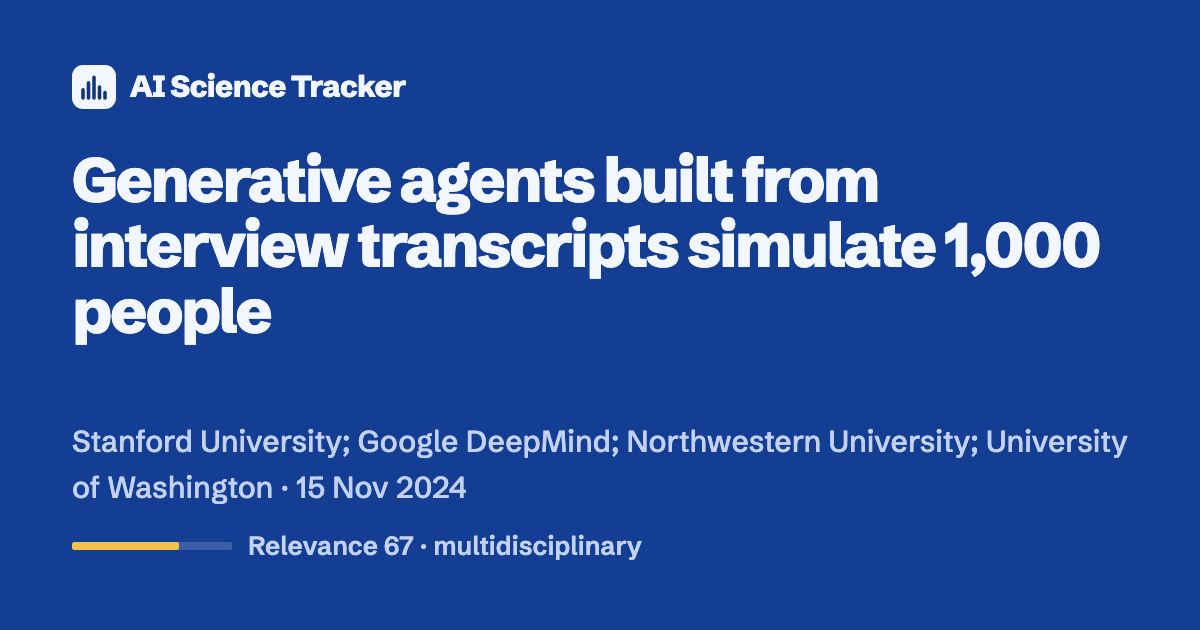 AI Science Tracker
Generative agents built from
interview transcripts simulate 1,000
people
Stanford University; Google DeepMind; Northwestern University; University
of Washington · 15 Nov 2024
Relevance 67 · multidisciplinary